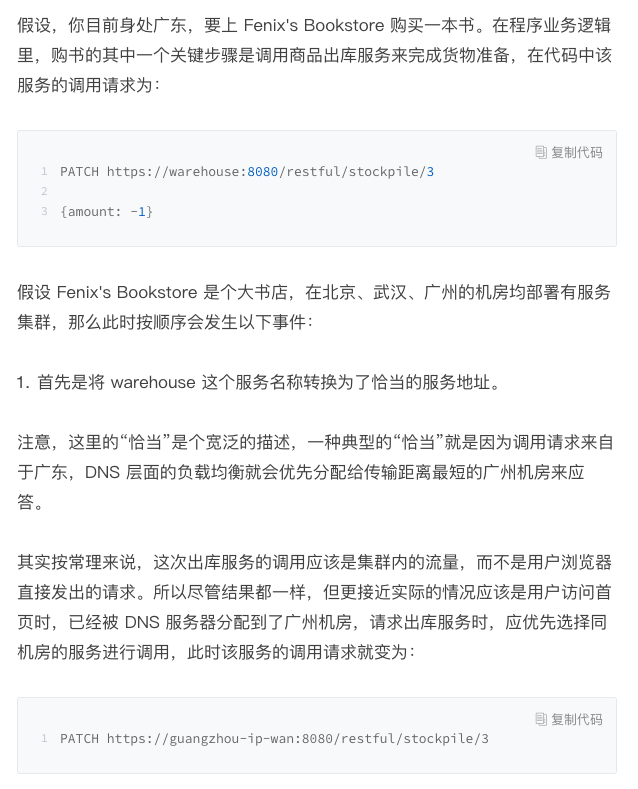 假设，你目前身处广东，要上 Fenix's Bookstore 购买一本书。在程序业务逻辑
里，购书的其中一个关键步骤是调用商品出库服务来完成货物准备，在代码中该
服务的调用请求为：
复制代码
1 PATCH https://warehouse:8080/restful/stockpile/3
2
3 {amount: -1}
假设 Fenix's Bookstore 是个大书店，在北京、武汉、广州的机房均部署有服务
集群，那么此时按顺序会发生以下事件：
1. 首先是将 warehouse 这个服务名称转换为了恰当的服务地址。
注意，这里的“恰当”是个宽泛的描述，一种典型的“恰当”就是因为调用请求来自
于广东，DNS 层面的负载均衡就会优先分配给传输距离最短的广州机房来应
答。
其实按常理来说，这次出库服务的调用应该是集群内的流量，而不是用户浏览器
直接发出的请求。所以尽管结果都一样，但更接近实际的情况应该是用户访问首
页时，已经被 DNS 服务器分配到了广州机房，请求出库服务时，应优先选择同
机房的服务进行调用，此时该服务的调用请求就变为：
复制代码
1 PATCH https://guangzhou-ip-wan:8080/restful/stockpile/3